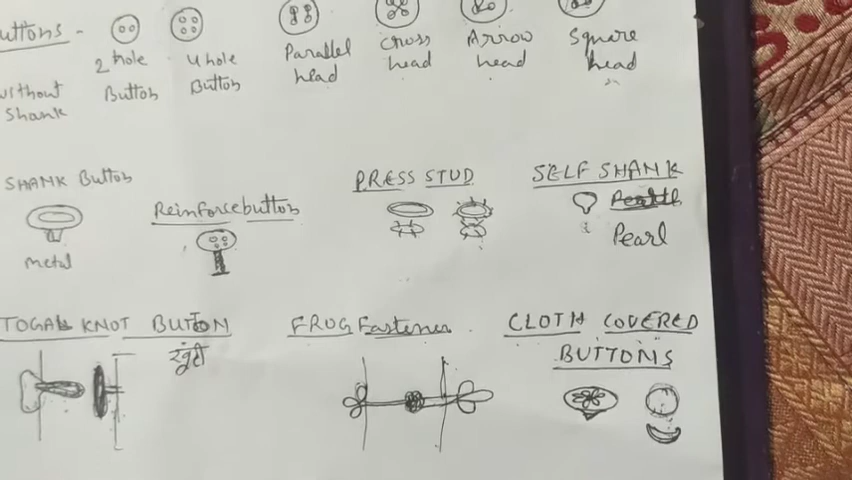 uttons -
2 hole
Button
4 hole
Button
Parallel
head
Cross
head
Arrow
head
Square
head
without
Shank
SHANK Button
metal
Reinforcebutton
PRESS STUD
SELF SHANK
Pearl
TOGAL KNOT BUTTON
खूंटी
FROG Fastener
CLOTH COVERED
BUTTONS